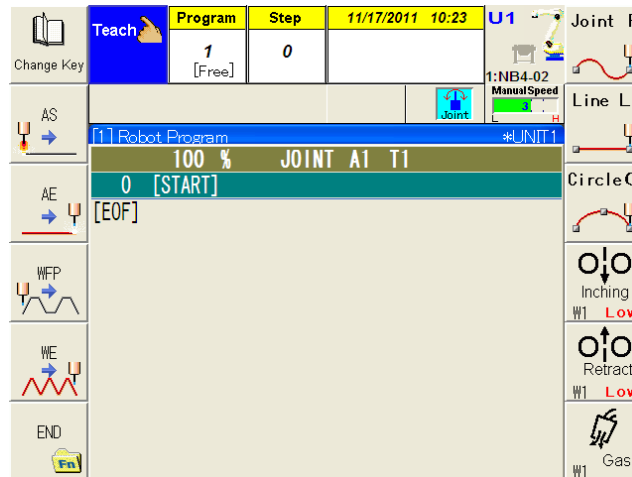 Change Key
Teach
Program
1
[Free]
Step
0
11/17/2011 10:23
U1
1:NB4-02
Manual Speed
3
L H
Joint
[1] Robot Program *UNIT1
100 % JOINT A1 T1
0 [START]
[EOF]
AS
AE
WFP
WE
END
Fn
Joint
Line L
Circle
Inching
W1 Low
Retract
W1 Low
Gas
W1